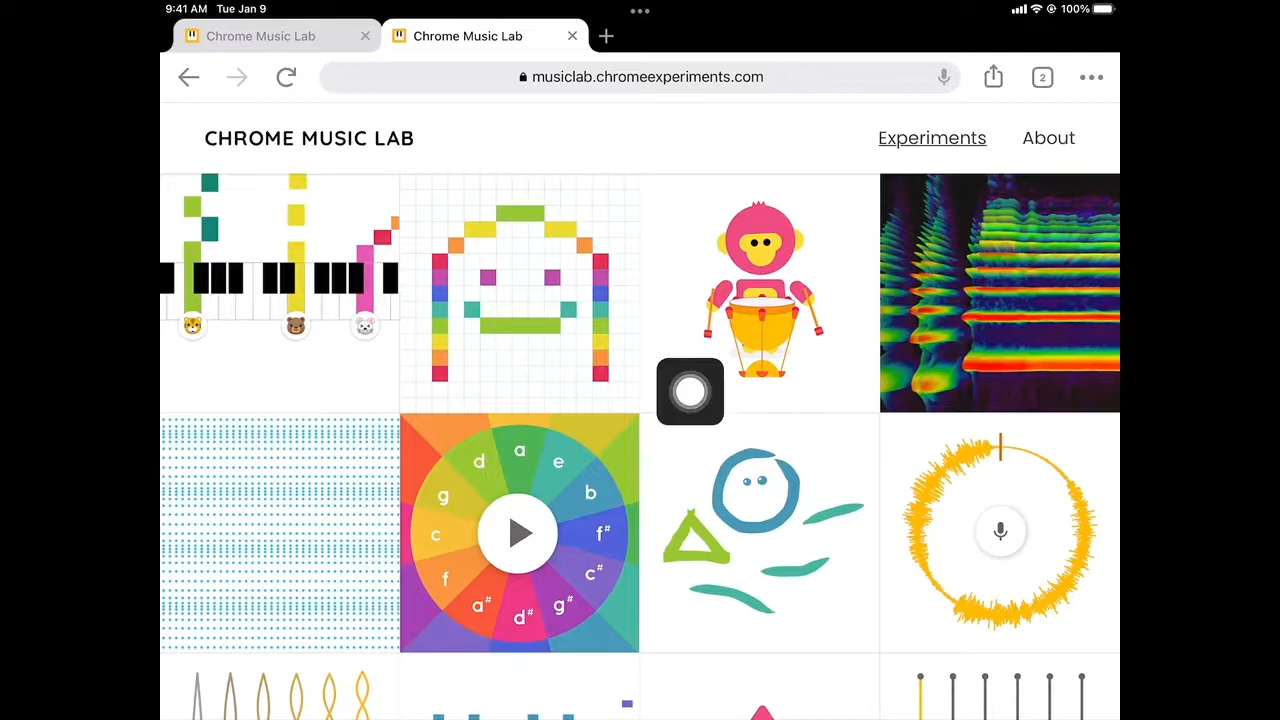 9:41 AM Tue Jan 9
100%
Chrome Music Lab
Chrome Music Lab
musiclab.chromeexperiments.com
2
CHROME MUSIC LAB
Experiments
About
a
e
b
f#
c#
g#
d#
a#
f
c
g
d